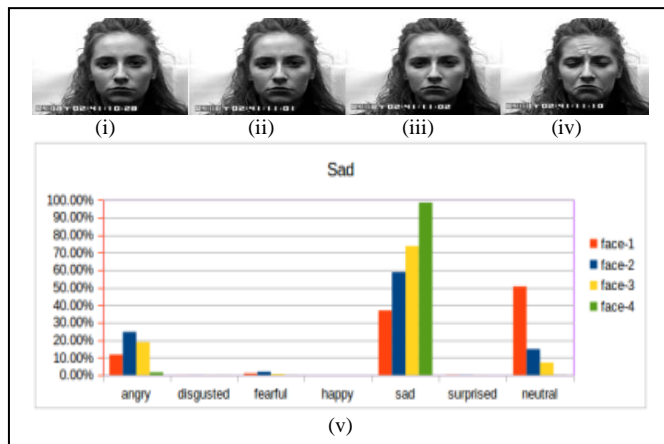 (i) (ii) (iii) (iv)
Sad
100.00%
90.00%
80.00%
70.00%
60.00%
50.00%
40.00%
30.00%
20.00%
10.00%
0.00%
angry disgusted fearful happy sad surprised neutral
face-1
face-2
face-3
face-4
(v)